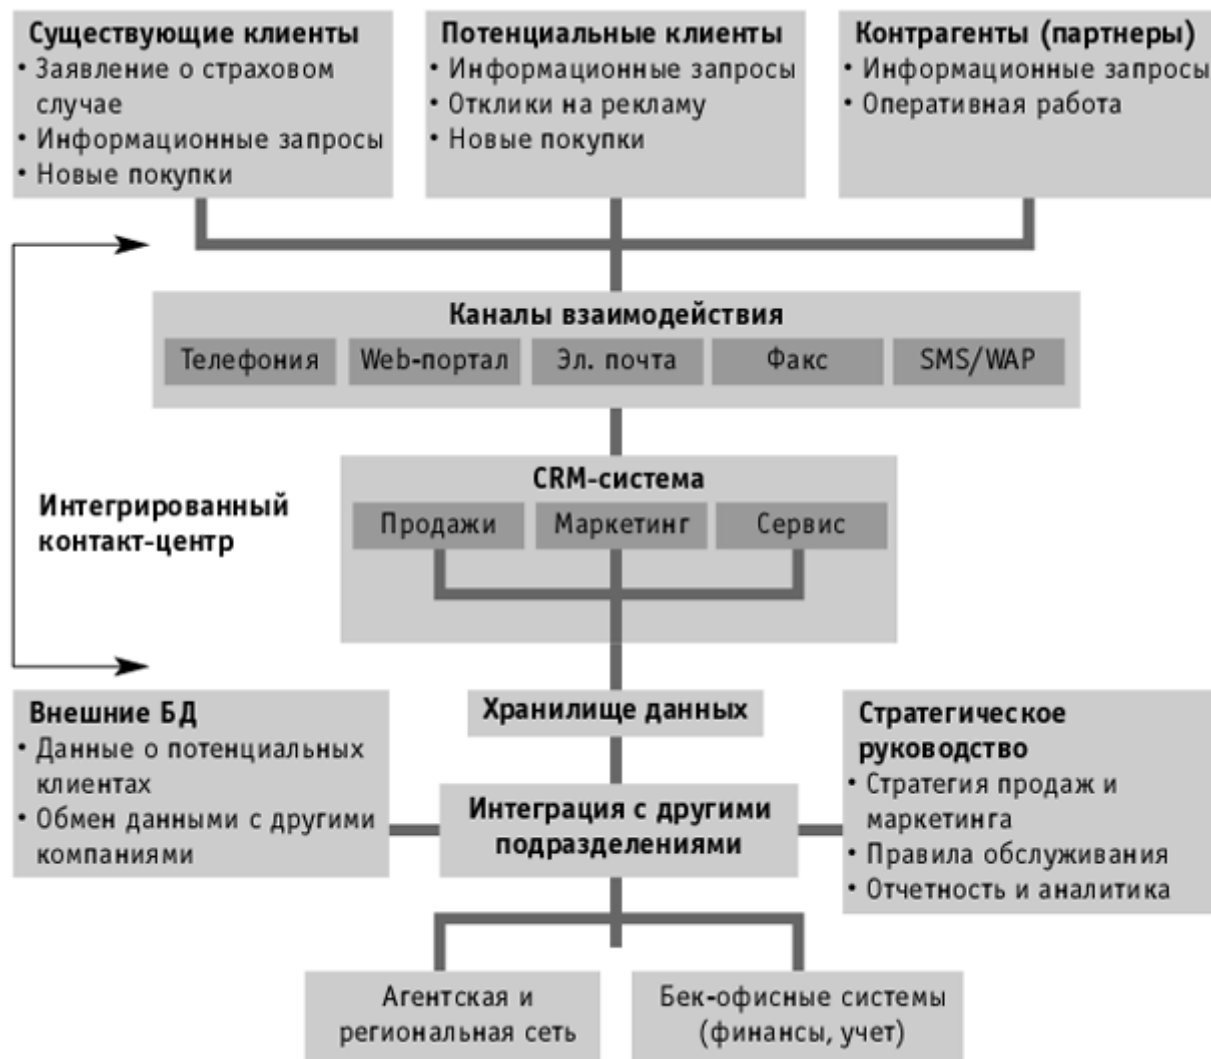 Существующие клиенты
• Заявление о страховом
случае
• Информационные запросы
• Новые покупки
Потенциальные клиенты
• Информационные запросы
• Отклики на рекламу
• Новые покупки
Контрагенты (партнеры)
• Информационные запросы
• Оперативная работа
Каналы взаимодействия
Телефония
Web-портал
Эл. почта
Факс
SMS/WAP
CRM-система
Продажи
Маркетинг
Сервис
Интегрированный
контакт-центр
Внешние БД
• Данные о потенциальных
клиентах
• Обмен данными с другими
компаниями
Хранилище данных
Интеграция с другими
подразделениями
Стратегическое
руководство
• Стратегия продаж и
маркетинга
• Правила обслуживания
• Отчетность и аналитика
Агентская и
региональная сеть
Бек-офисные системы
(финансы, учет)